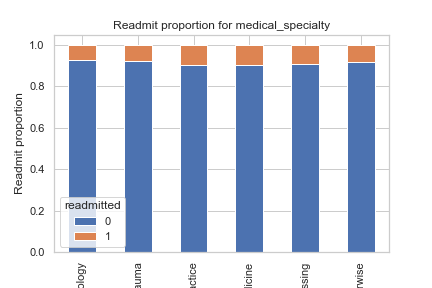 Readmit proportion for medical_specialty
Readmit proportion
1.0
0.8
0.6
0.4
0.2
0.0
readmitted
0
1
ology
auma
actice
dicine
ssing
rwise